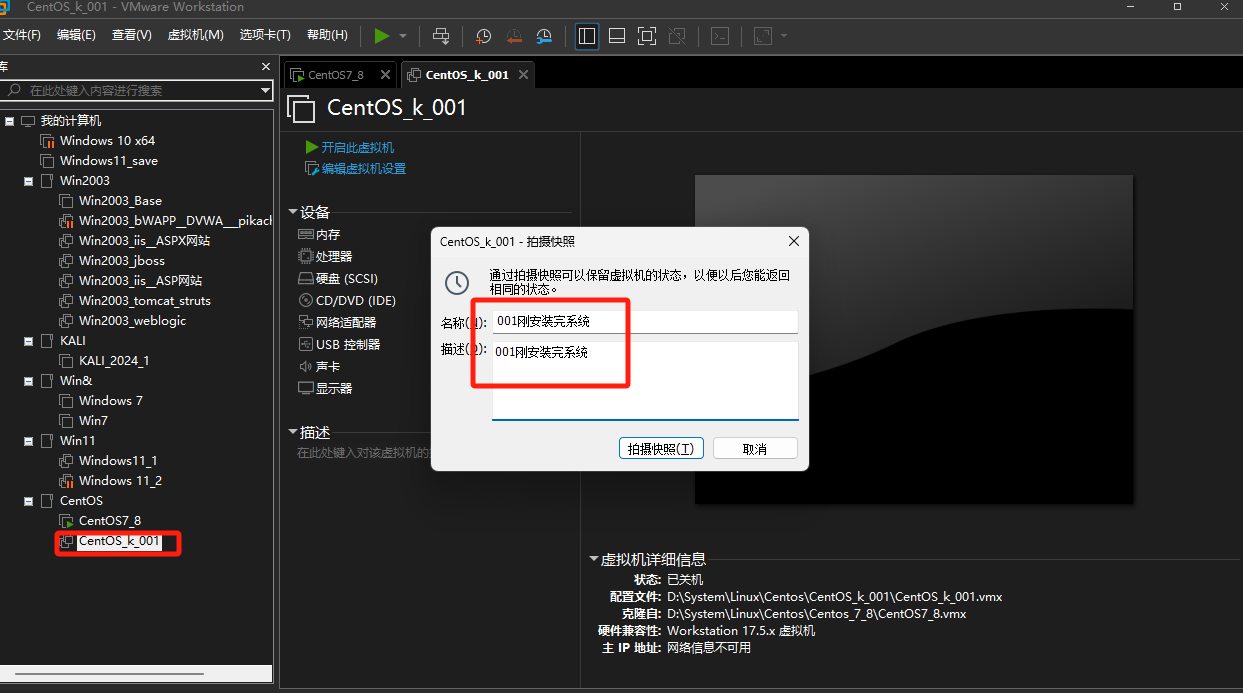 CentOS_k_001 - VMware Workstation
文件(F) 编辑(E) 查看(V) 虚拟机(M) 选项卡(T) 帮助(H)
库
在此处键入内容进行搜索
我的计算机
Windows 10 x64
Windows11_save
Win2003
Win2003_Base
Win2003_bWAPP__DVWA__pikach
Win2003_iis__ASPX网站
Win2003_jboss
Win2003_iis__ASP网站
Win2003_tomcat_struts
Win2003_weblogic
KALI
KALI_2024_1
Win&
Windows 7
Win7
Win11
Windows11_1
Windows 11_2
CentOS
CentOS7_8
CentOS_k_001
CentOS7_8 CentOS_k_001
CentOS_k_001
开启此虚拟机
编辑虚拟机设置
设备
内存
处理器
硬盘 (SCSI)
CD/DVD (IDE)
网络适配器
USB 控制器
声卡
显示器
描述
在此处键入对该虚拟机的
CentOS_k_001 - 拍摄快照
通过拍摄快照可以保留虚拟机的状态，以便以后您能返回
相同的状态。
名称(N): 001刚安装完系统
描述(D): 001刚安装完系统
拍摄快照(T) 取消
虚拟机详细信息
状态: 已关机
配置文件: D:\System\Linux\Centos\CentOS_k_001\CentOS_k_001.vmx
克隆自: D:\System\Linux\Centos\Centos_7_8\CentOS7_8.vmx
硬件兼容性: Workstation 17.5.x 虚拟机
主 IP 地址: 网络信息不可用